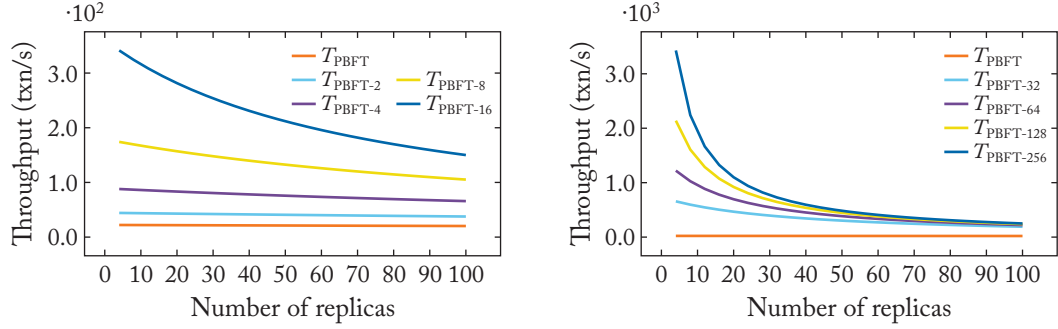 ·10²
Throughput (txn/s)
3.0
2.0
1.0
0.0
T_PBFT
T_PBFT-2
T_PBFT-4
T_PBFT-8
T_PBFT-16
0 10 20 30 40 50 60 70 80 90 100
Number of replicas
·10³
Throughput (txn/s)
3.0
2.0
1.0
0.0
T_PBFT
T_PBFT-32
T_PBFT-64
T_PBFT-128
T_PBFT-256
0 10 20 30 40 50 60 70 80 90 100
Number of replicas